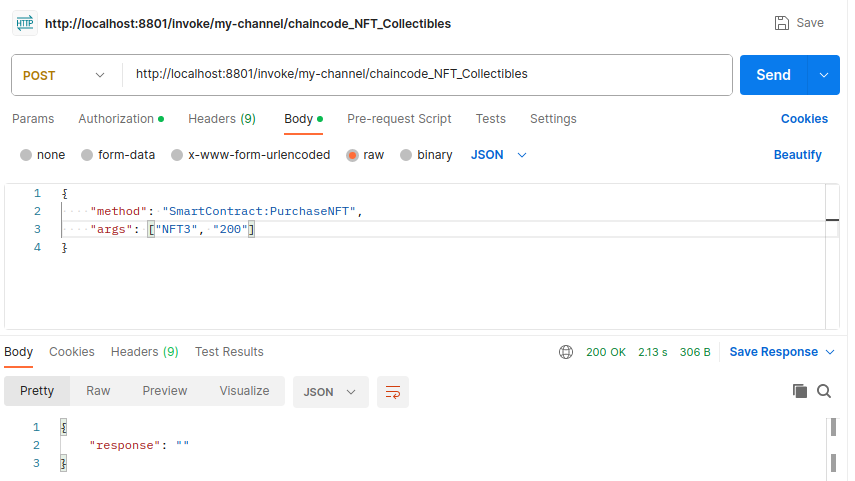 HTTP http://localhost:8801/invoke/my-channel/chaincode_NFT_Collectibles Save
POST http://localhost:8801/invoke/my-channel/chaincode_NFT_Collectibles Send
Params Authorization Headers (9) Body Pre-request Script Tests Settings Cookies
none form-data x-www-form-urlencoded raw binary JSON Beautify
1 {
2 ····"method": "SmartContract:PurchaseNFT",
3 ····"args": ["NFT3", "200"]
4 }
Body Cookies Headers (9) Test Results 200 OK 2.13 s 306 B Save Response
Pretty Raw Preview Visualize JSON
1 {
2 "response": ""
3 }